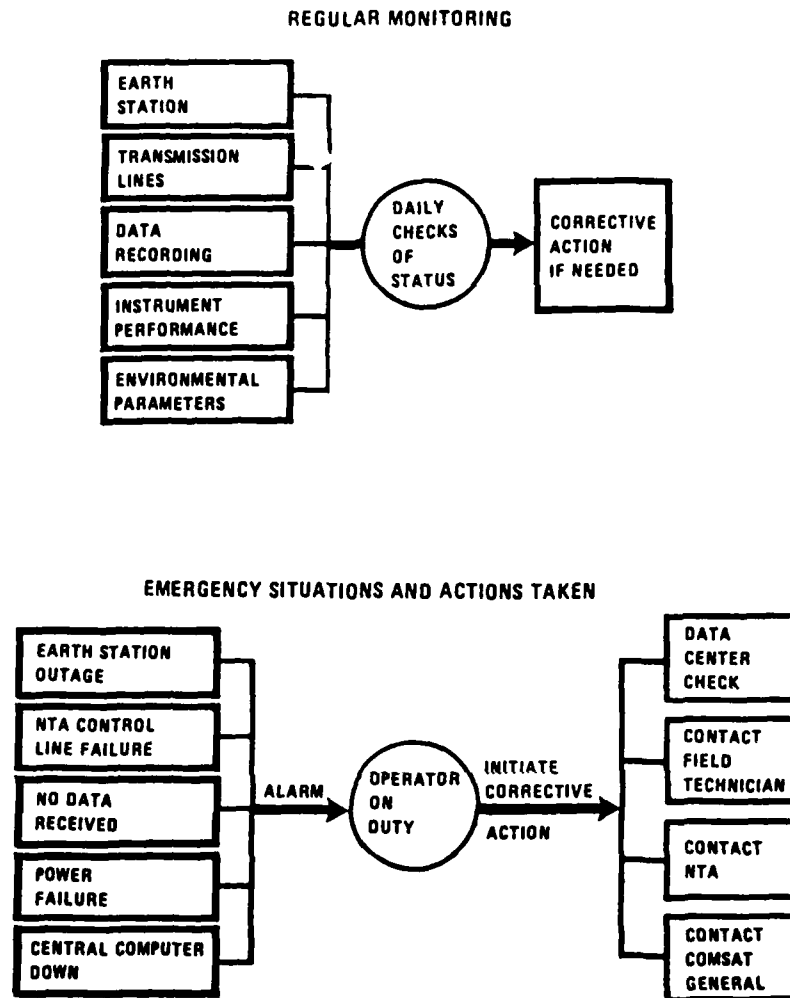 REGULAR MONITORING
EARTH
STATION
TRANSMISSION
LINES
DATA
RECORDING
INSTRUMENT
PERFORMANCE
ENVIRONMENTAL
PARAMETERS
DAILY
CHECKS
OF
STATUS
CORRECTIVE
ACTION
IF NEEDED
EMERGENCY SITUATIONS AND ACTIONS TAKEN
EARTH STATION
OUTAGE
NTA CONTROL
LINE FAILURE
NO DATA
RECEIVED
POWER
FAILURE
CENTRAL COMPUTER
DOWN
ALARM
OPERATOR
ON
DUTY
INITIATE
CORRECTIVE
ACTION
DATA
CENTER
CHECK
CONTACT
FIELD
TECHNICIAN
CONTACT
NTA
CONTACT
COMSAT
GENERAL